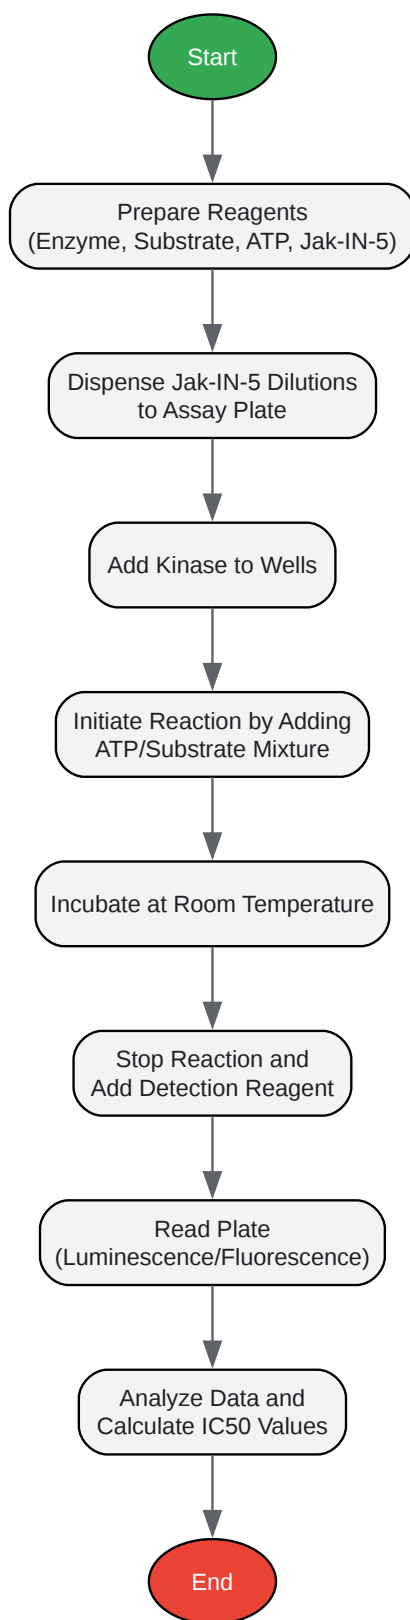 Start
Prepare Reagents
(Enzyme, Substrate, ATP, Jak-IN-5)
Dispense Jak-IN-5 Dilutions
to Assay Plate
Add Kinase to Wells
Initiate Reaction by Adding
ATP/Substrate Mixture
Incubate at Room Temperature
Stop Reaction and
Add Detection Reagent
Read Plate
(Luminescence/Fluorescence)
Analyze Data and
Calculate IC50 Values
End